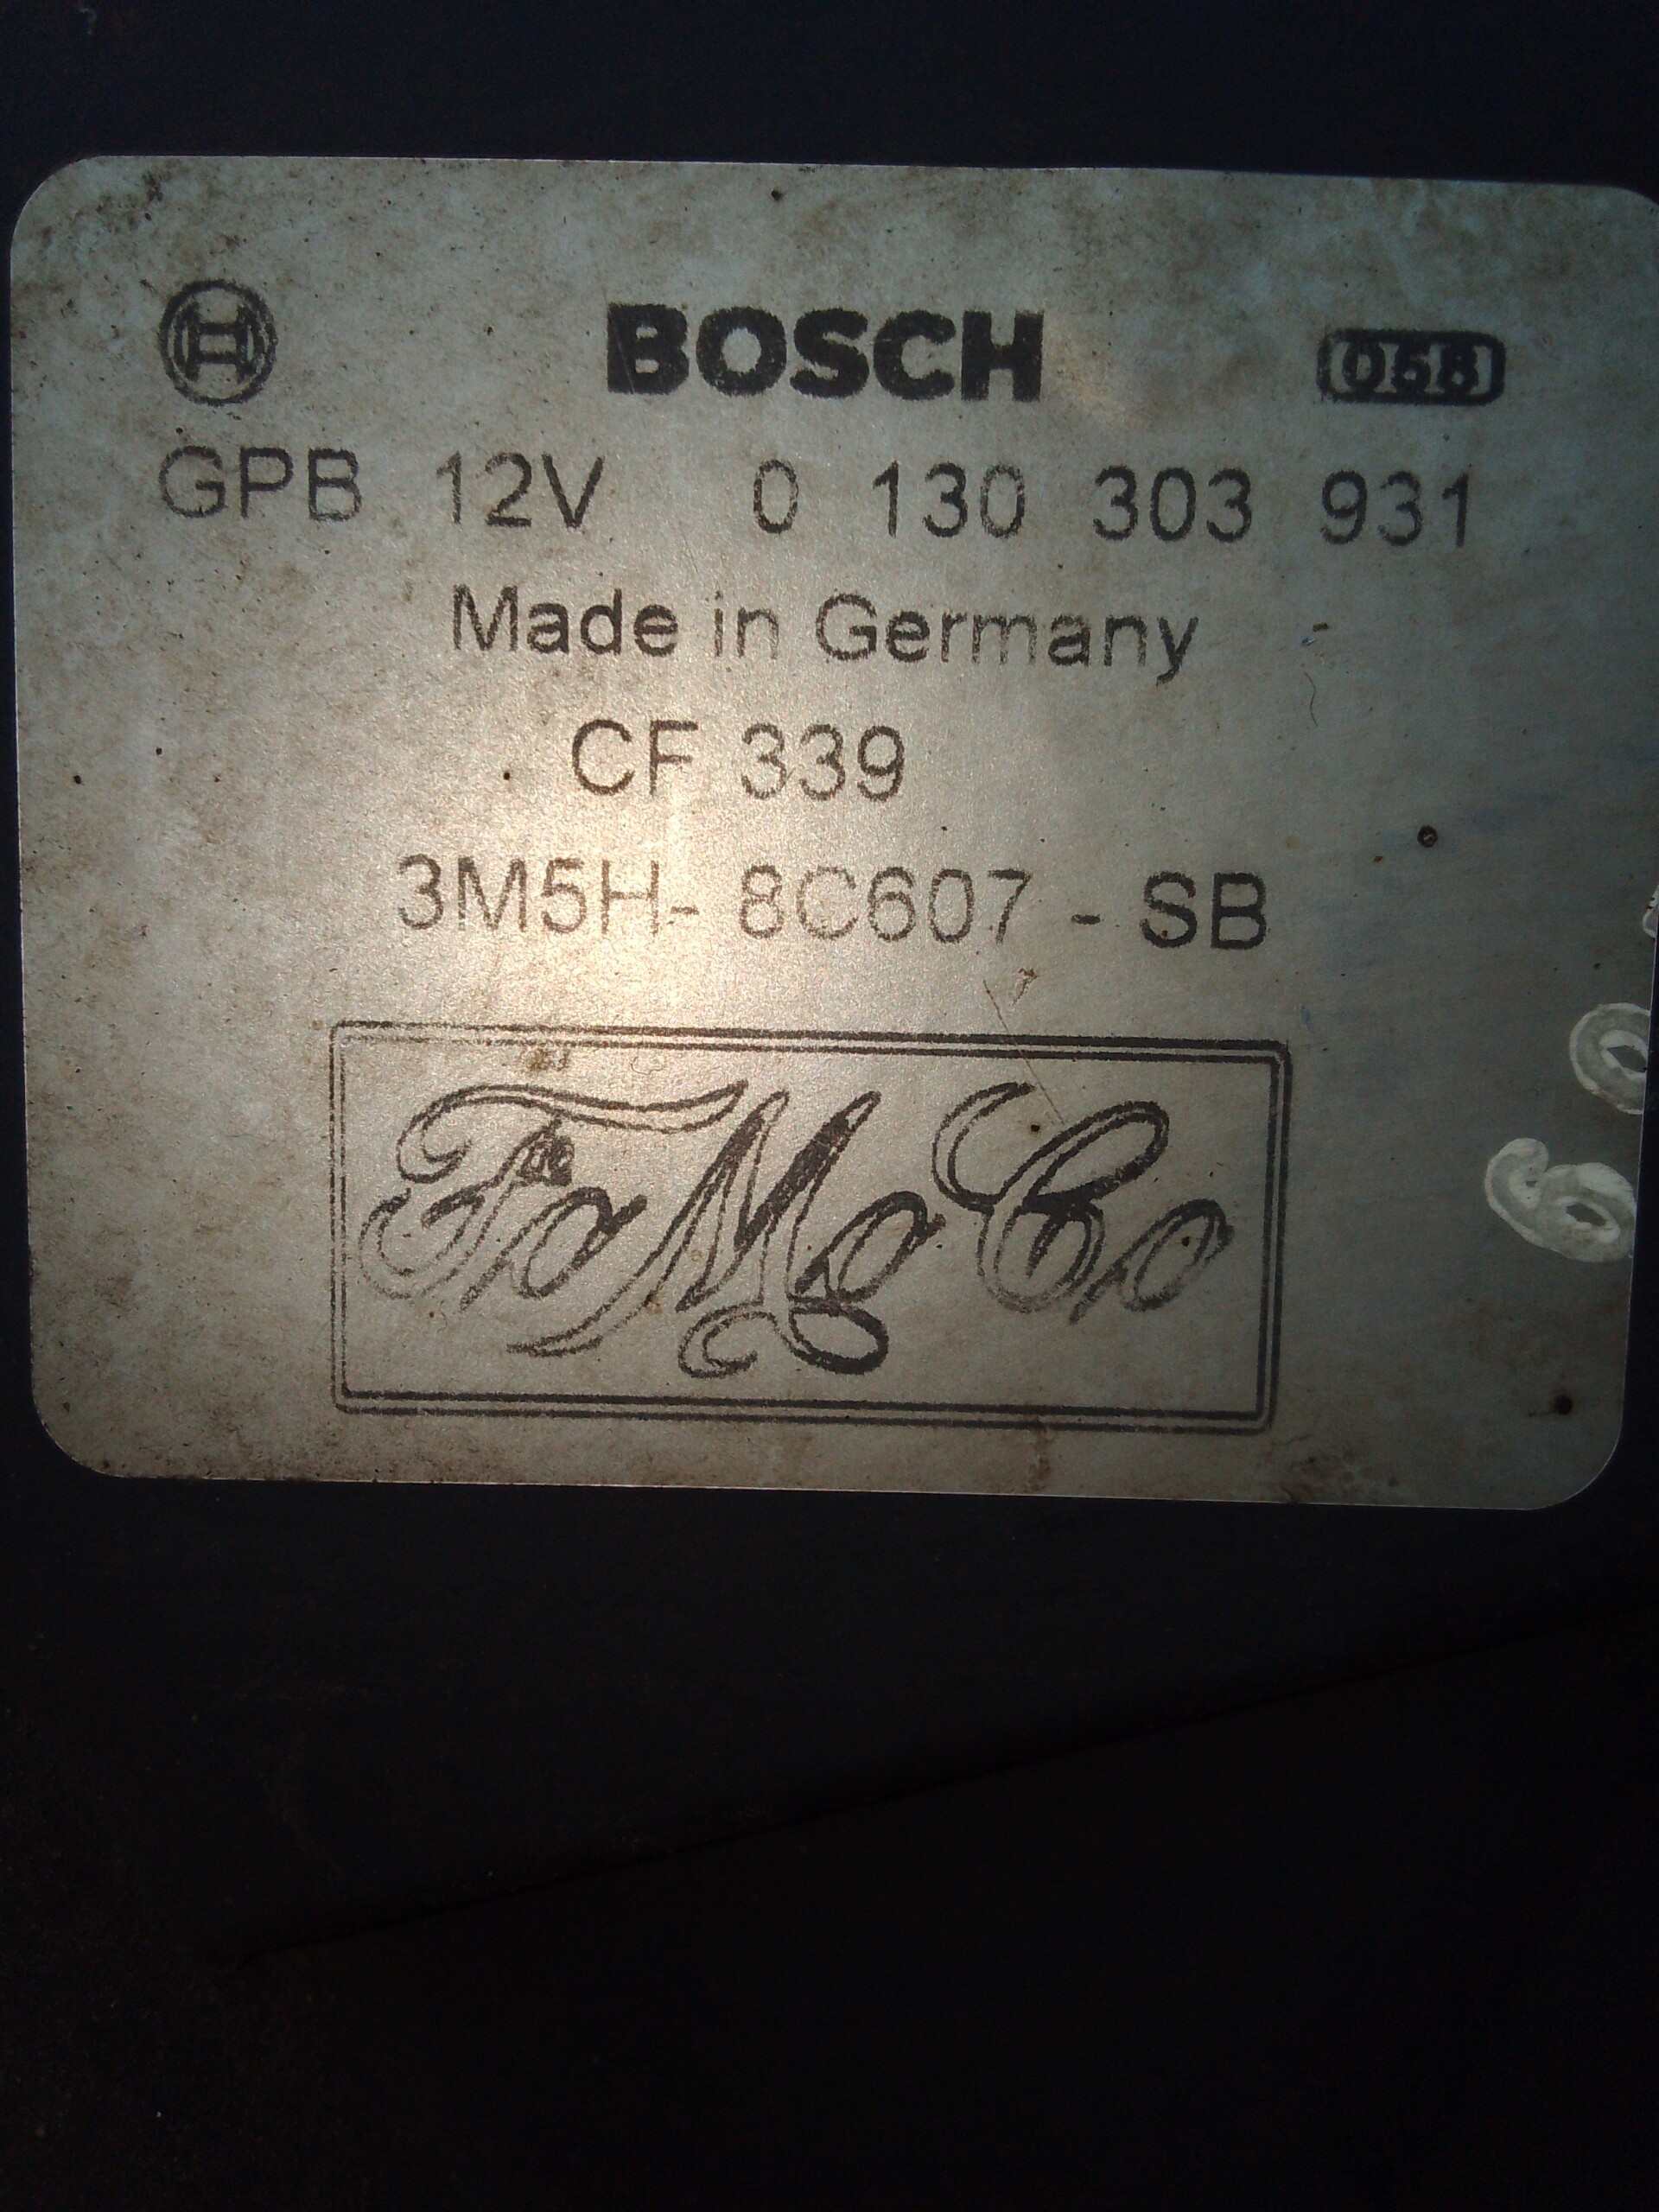 BOSCH 058
GPB 12V 0 130 303 931
Made in Germany
CF 339
3M5H- 8C607 - SB
FoMoCo